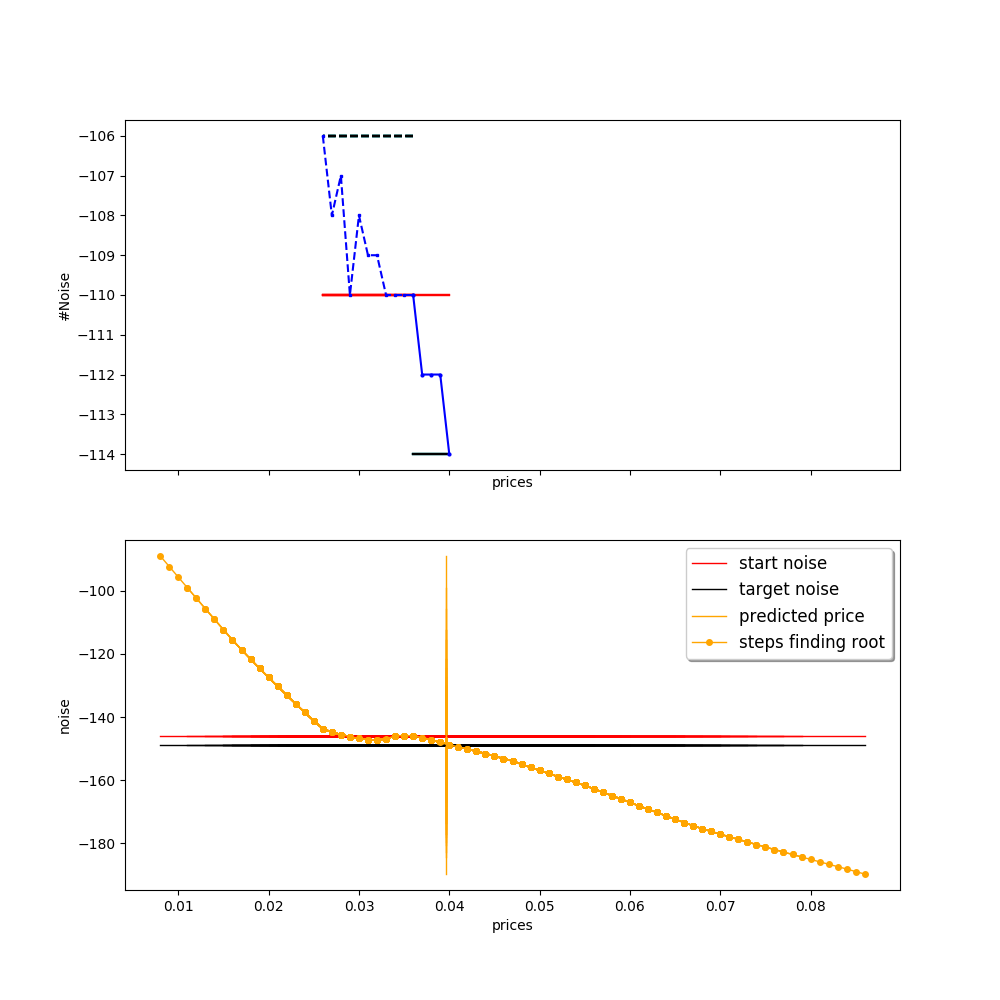 −106
−107
−108
−109
−110
−111
−112
−113
−114
#Noise
prices
−100
−120
−140
−160
−180
noise
start noise
target noise
predicted price
steps finding root
0.01 0.02 0.03 0.04 0.05 0.06 0.07 0.08
prices